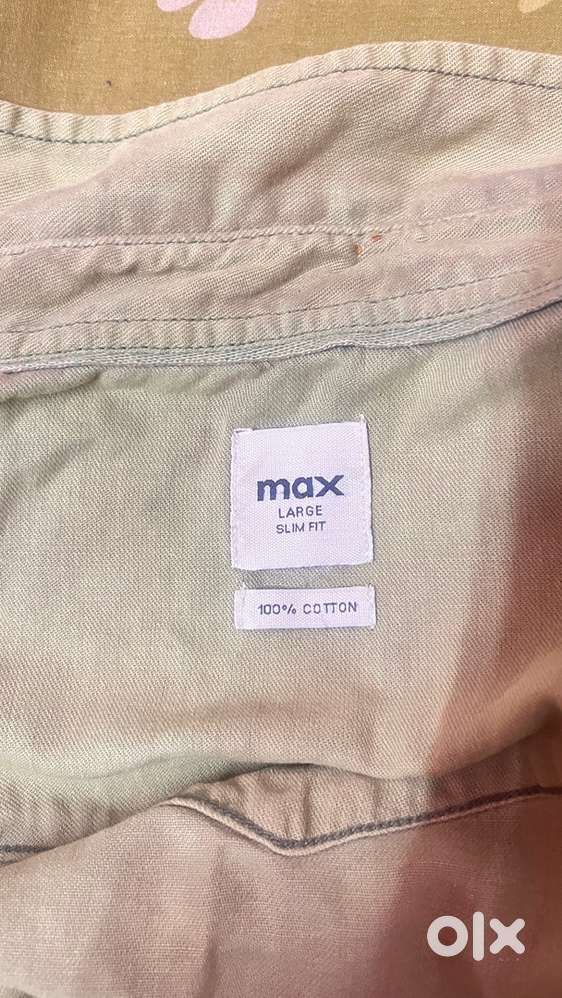 max
LARGE
SLIM FIT
100% COTTON
olx